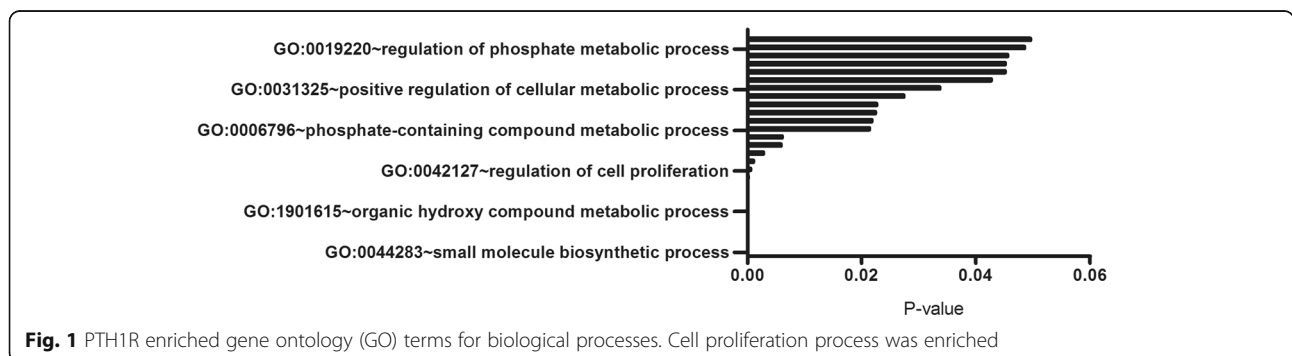 GO:0019220~regulation of phosphate metabolic process
GO:0031325~positive regulation of cellular metabolic process
GO:0006796~phosphate-containing compound metabolic process
GO:0042127~regulation of cell proliferation
GO:1901615~organic hydroxy compound metabolic process
GO:0044283~small molecule biosynthetic process
0.00 0.02 0.04 0.06
P-value
Fig. 1 PTH1R enriched gene ontology (GO) terms for biological processes. Cell proliferation process was enriched